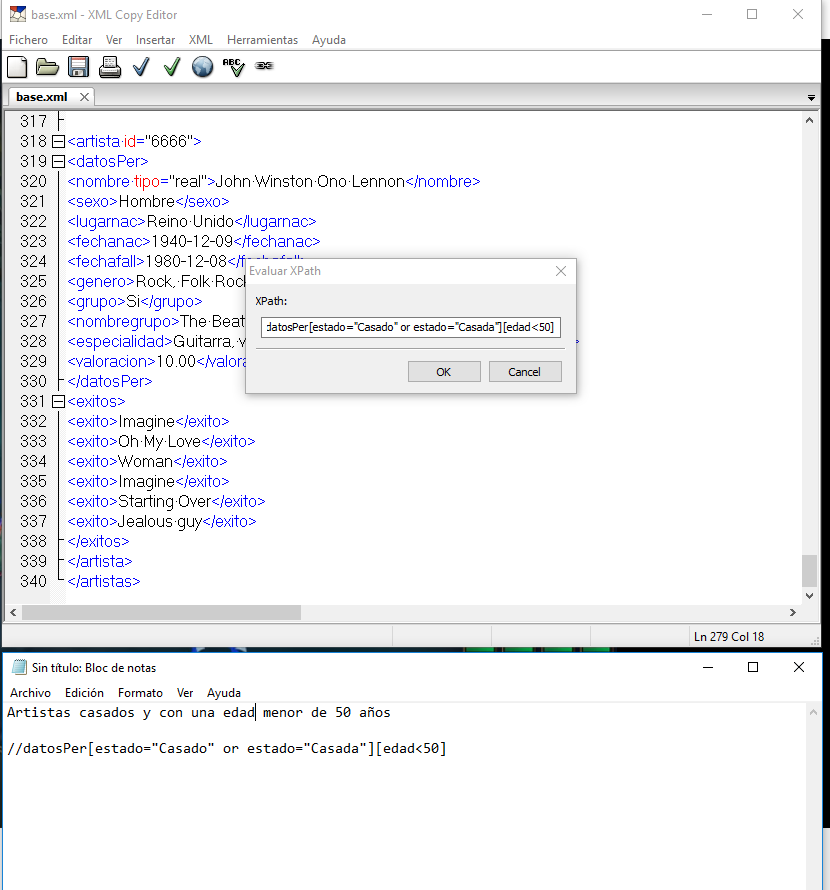 base.xml - XML Copy Editor
Fichero Editar Ver Insertar XML Herramientas Ayuda
ABC
base.xml
317
318 <artista·id="6666">
319 <datosPer>
320 <nombre·tipo="real">John·Winston·Ono·Lennon</nombre>
321 <sexo>Hombre</sexo>
322 <lugarnac>Reino·Unido</lugarnac>
323 <fechanac>1940-12-09</fechanac>
324 <fechafall>1980-12-08</fechafall
325 <genero>Rock,·Folk·Rock
326 <grupo>Si</grupo>
327 <nombregrupo>The·Beat
328 <especialidad>Guitarra,·v >
329 <valoracion>10.00</valora
330 </datosPer>
331 <exitos>
332 <exito>Imagine</exito>
333 <exito>Oh·My·Love</exito>
334 <exito>Woman</exito>
335 <exito>Imagine</exito>
336 <exito>Starting·Over</exito>
337 <exito>Jealous·guy</exito>
338 </exitos>
339 </artista>
340 </artistas>
Evaluar XPath
XPath:
datosPer[estado="Casado" or estado="Casada"][edad<50]
OK Cancel
Ln 279 Col 18
Sin título: Bloc de notas
Archivo Edición Formato Ver Ayuda
Artistas casados y con una edad menor de 50 años
//datosPer[estado="Casado" or estado="Casada"][edad<50]